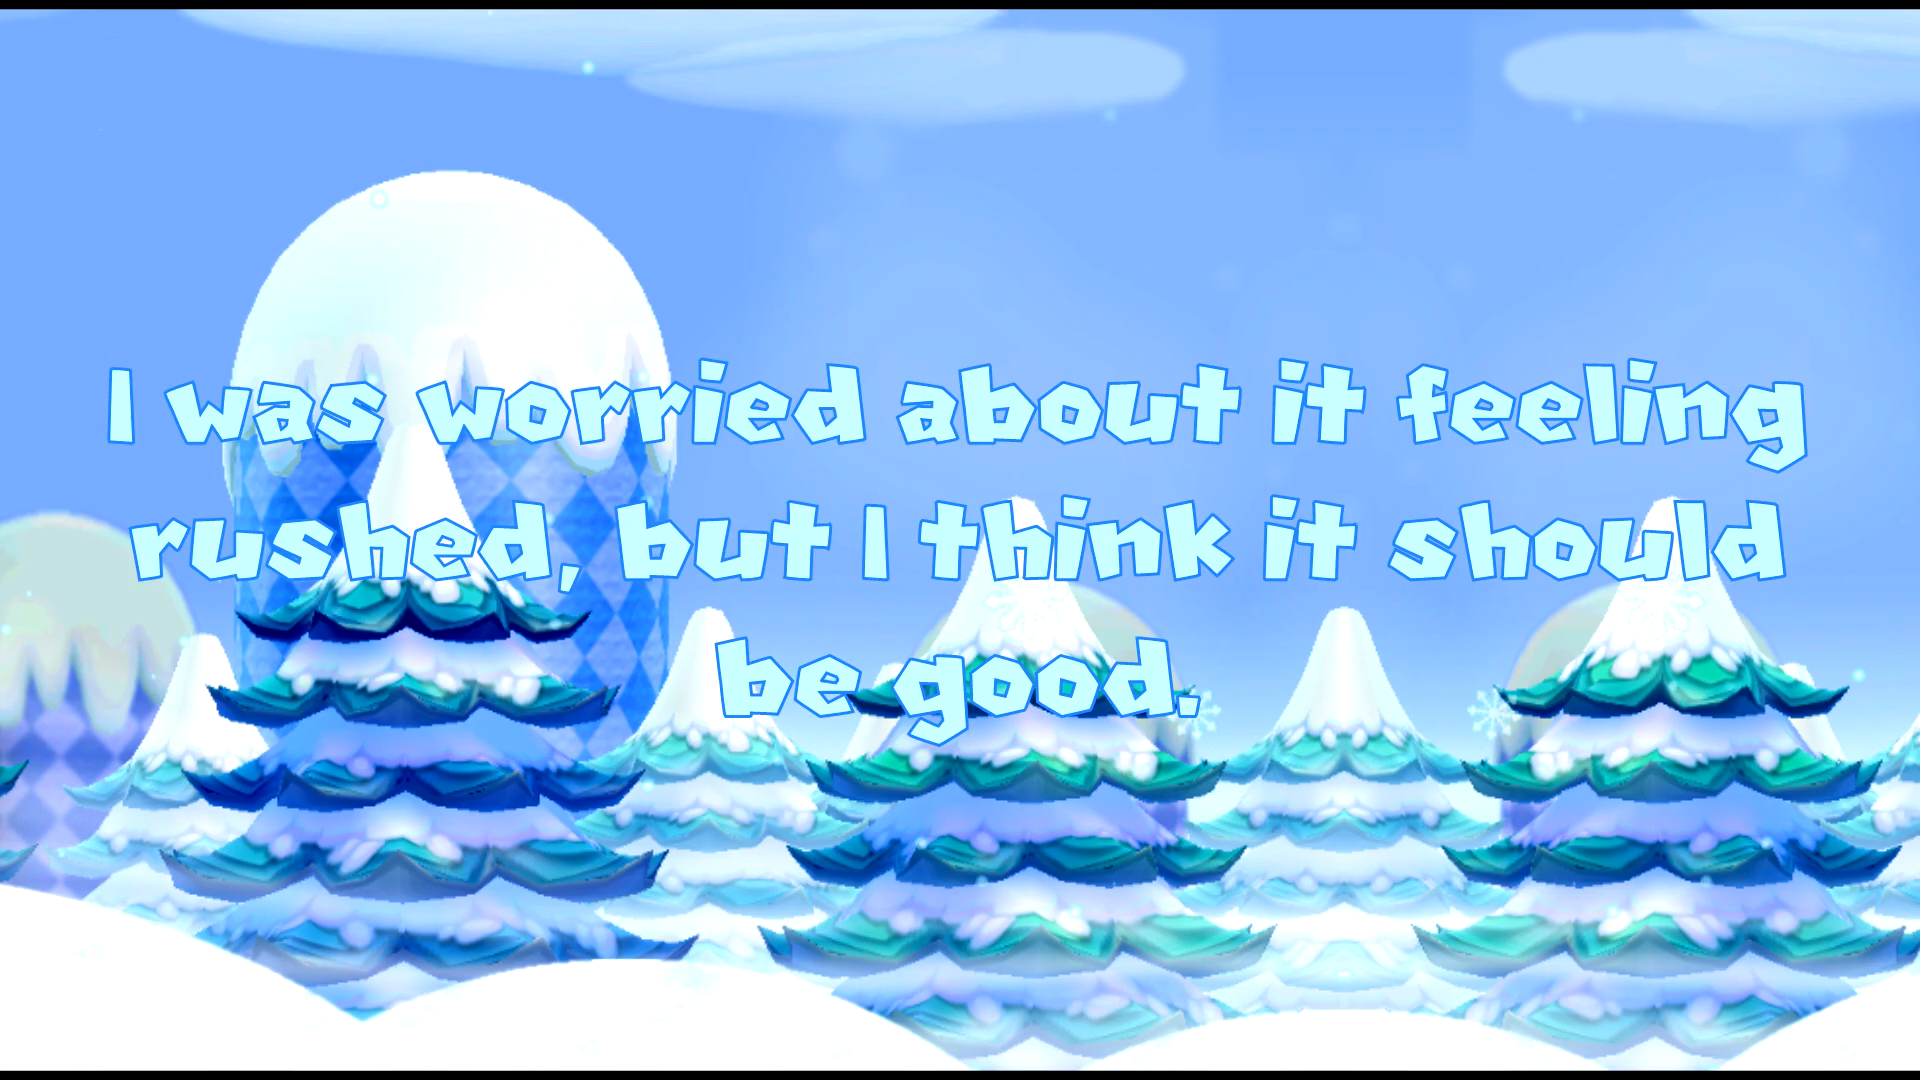 I was worried about it feeling
rushed, but I think it should
be good.